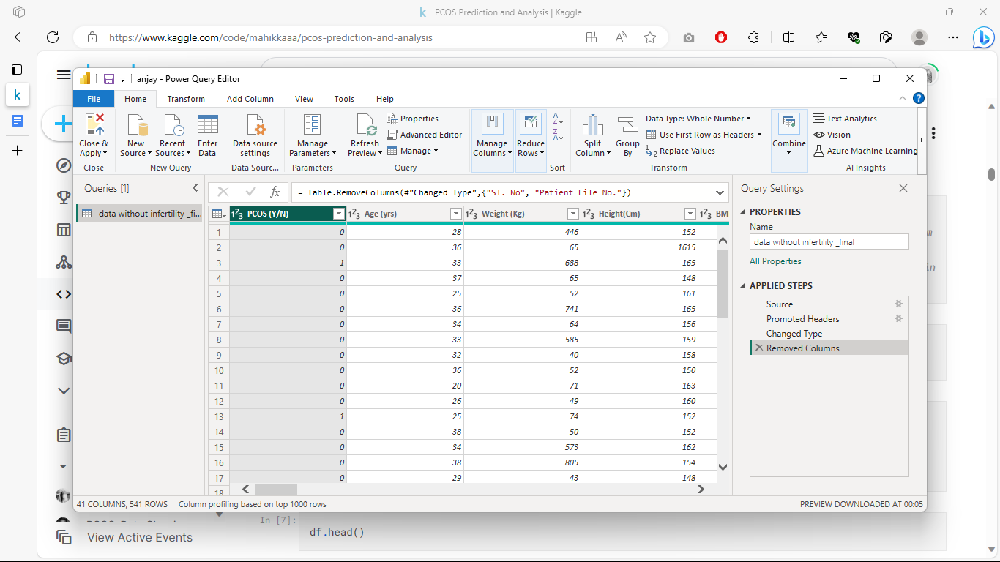 PCOS Prediction and Analysis | Kaggle
https://www.kaggle.com/code/mahikkaaa/pcos-prediction-and-analysis
anjay - Power Query Editor
File Home Transform Add Column View Tools Help
Close & Apply
New Source
Recent Sources
Enter Data
Data source settings
Manage Parameters
Refresh Preview
Properties
Advanced Editor
Manage
Manage Columns
Reduce Rows
Split Column
Group By
Data Type: Whole Number
Use First Row as Headers
1 2 Replace Values
Combine
Text Analytics
Vision
Azure Machine Learning
Close New Query Data Sourc... Parameters Query Sort Transform AI Insights
Queries [1]
data without infertility _fi...
fx = Table.RemoveColumns(#"Changed Type",{"Sl. No", "Patient File No."})
123 PCOS (Y/N) 123 Age (yrs) 123 Weight (Kg) 123 Height(Cm) 123 BM
1 0 28 446 152
2 0 36 65 1615
3 1 33 688 165
4 0 37 65 148
5 0 25 52 161
6 0 36 741 165
7 0 34 64 156
8 0 33 585 159
9 0 32 40 158
10 0 36 52 150
11 0 20 71 163
12 0 26 49 160
13 1 25 74 152
14 0 38 50 152
15 0 34 573 162
16 0 38 805 154
17 0 29 43 148
18
Query Settings
PROPERTIES
Name
data without infertility _final
All Properties
APPLIED STEPS
Source
Promoted Headers
Changed Type
Removed Columns
41 COLUMNS, 541 ROWS Column profiling based on top 1000 rows PREVIEW DOWNLOADED AT 00:05
View Active Events
In [7]:
df.head()